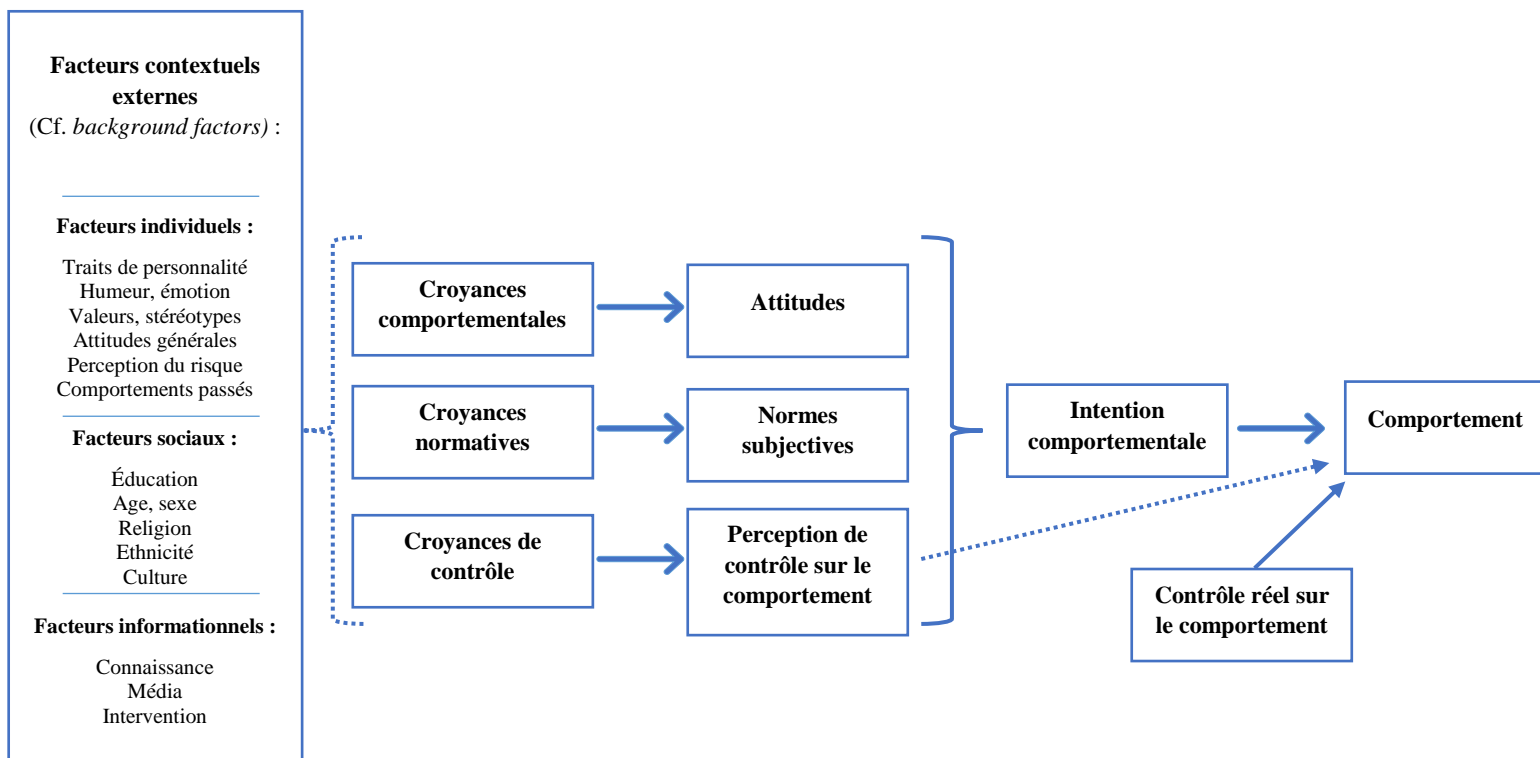 Facteurs contextuels
externes
(Cf. background factors) :
Facteurs individuels :
Traits de personnalité
Humeur, émotion
Valeurs, stéréotypes
Attitudes générales
Perception du risque
Comportements passés
Facteurs sociaux :
Éducation
Age, sexe
Religion
Ethnicité
Culture
Facteurs informationnels :
Connaissance
Média
Intervention
Croyances
comportementales
Attitudes
Croyances
normatives
Normes
subjectives
Croyances de
contrôle
Perception de
contrôle sur le
comportement
Intention
comportementale
Comportement
Contrôle réel sur
le comportement